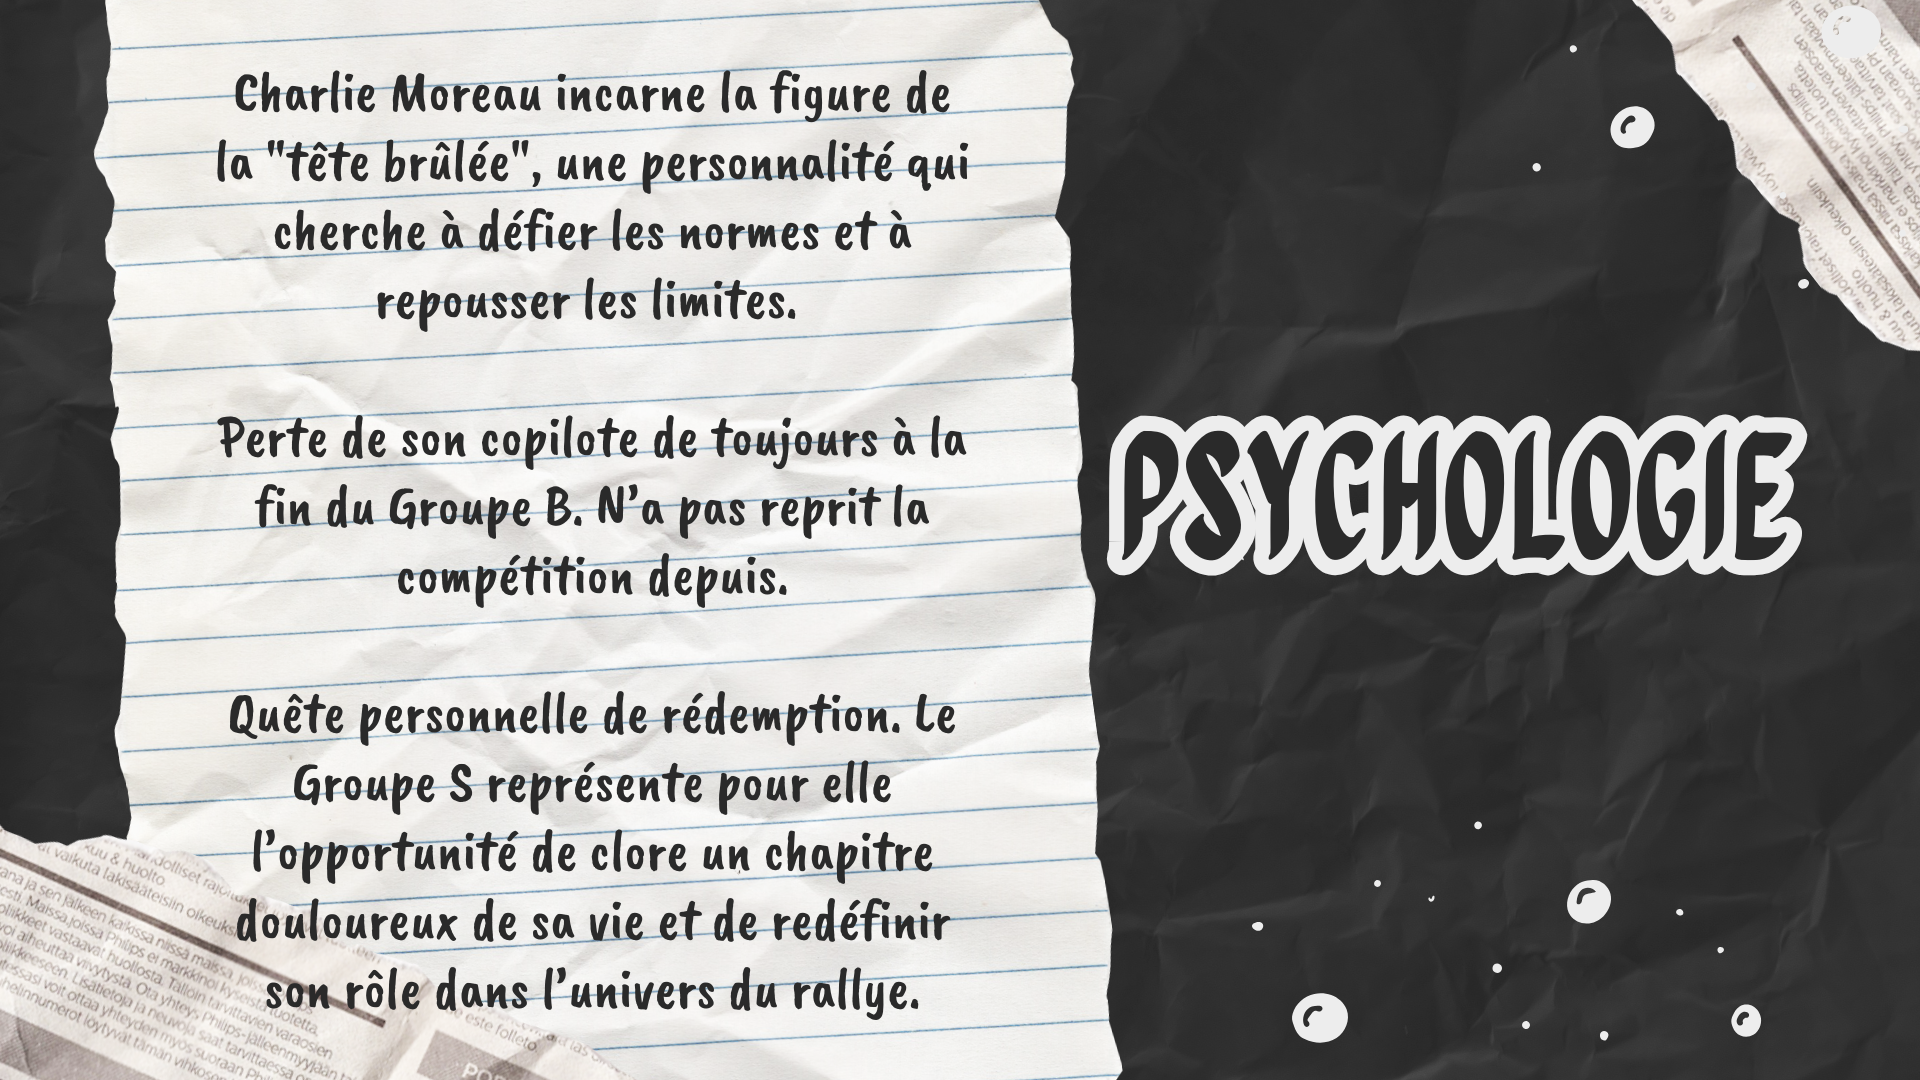 Charlie Moreau incarne la figure de
la "tête brûlée", une personnalité qui
cherche à défier les normes et à
repousser les limites.
Perte de son copilote de toujours à la
fin du Groupe B. N'a pas reprit la
compétition depuis.
Quête personnelle de rédemption. Le
Groupe S représente pour elle
l'opportunité de clore un chapitre
douloureux de sa vie et de redéfinir
son rôle dans l'univers du rallye.
PSYCHOLOGIE